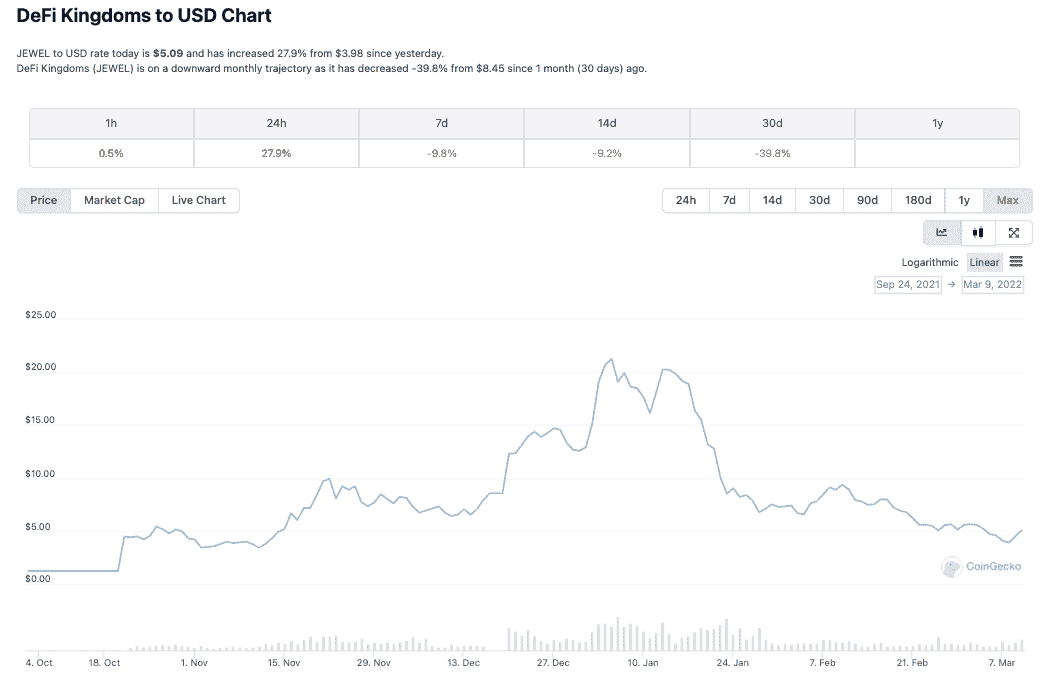 DeFi Kingdoms to USD Chart
JEWEL to USD rate today is $5.09 and has increased 27.9% from $3.98 since yesterday.
DeFi Kingdoms (JEWEL) is on a downward monthly trajectory as it has decreased -39.8% from $8.45 since 1 month (30 days) ago.
1h 24h 7d 14d 30d 1y
0.5% 27.9% -9.8% -9.2% -39.8%
Price Market Cap Live Chart 24h 7d 14d 30d 90d 180d 1y Max
Logarithmic Linear
Sep 24, 2021 → Mar 9, 2022
$25.00
$20.00
$15.00
$10.00
$5.00
$0.00
CoinGecko
4. Oct 18. Oct 1. Nov 15. Nov 29. Nov 13. Dec 27. Dec 10. Jan 24. Jan 7. Feb 21. Feb 7. Mar